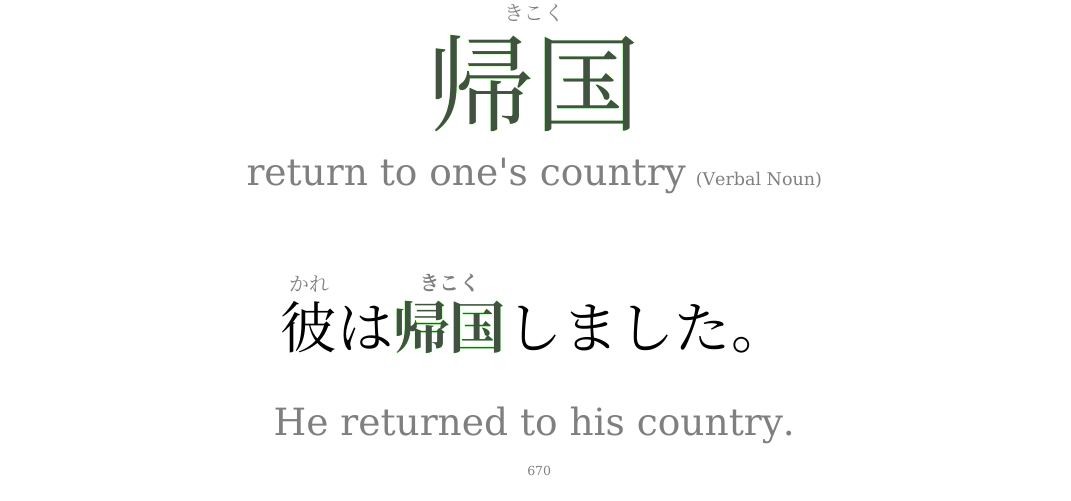 きこく
帰国
return to one's country (Verbal Noun)
かれ きこく
彼は帰国しました。
He returned to his country.
670